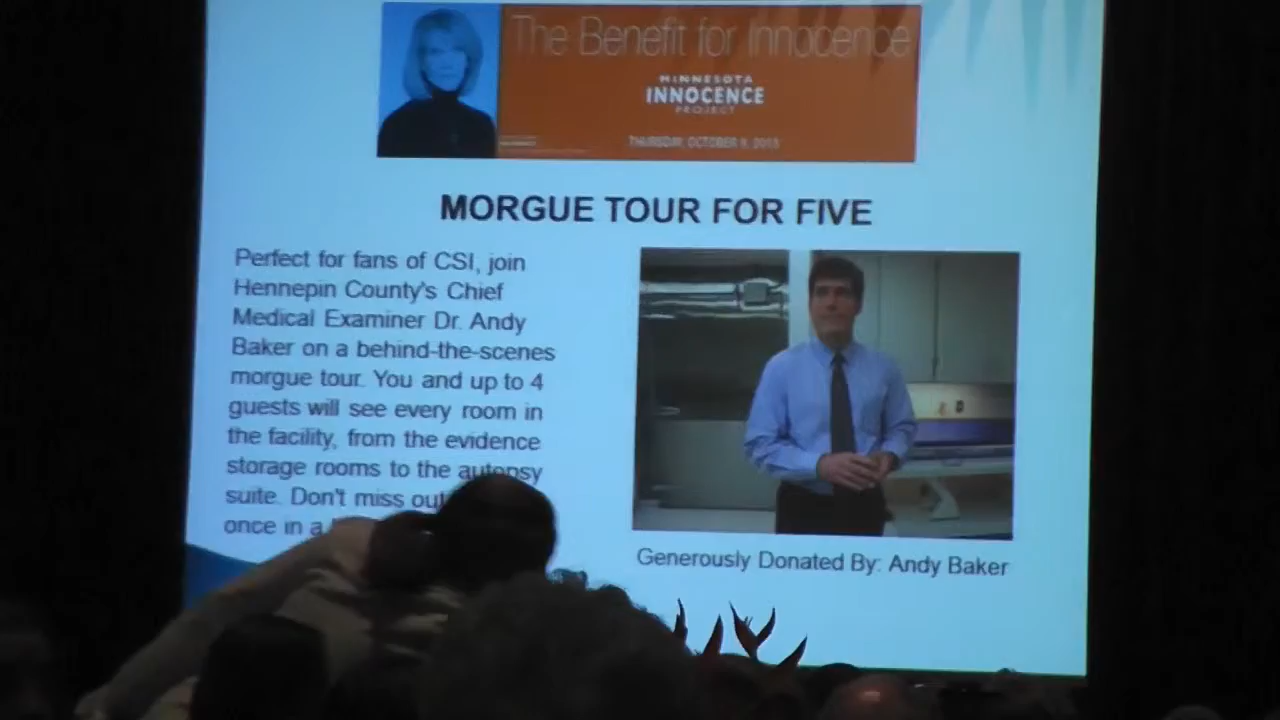 The Benefit for Innocence
MINNESOTA
INNOCENCE
PROJECT
THURSDAY, OCTOBER
MORGUE TOUR FOR FIVE
Perfect for fans of CSI, join
Hennepin County's Chief
Medical Examiner Dr. Andy
Baker on a behind-the-scenes
morgue tour. You and up to 4
guests will see every room in
the facility, from the evidence
storage rooms to the autopsy
suite. Don't miss out
once in a
Generously Donated By: Andy Baker